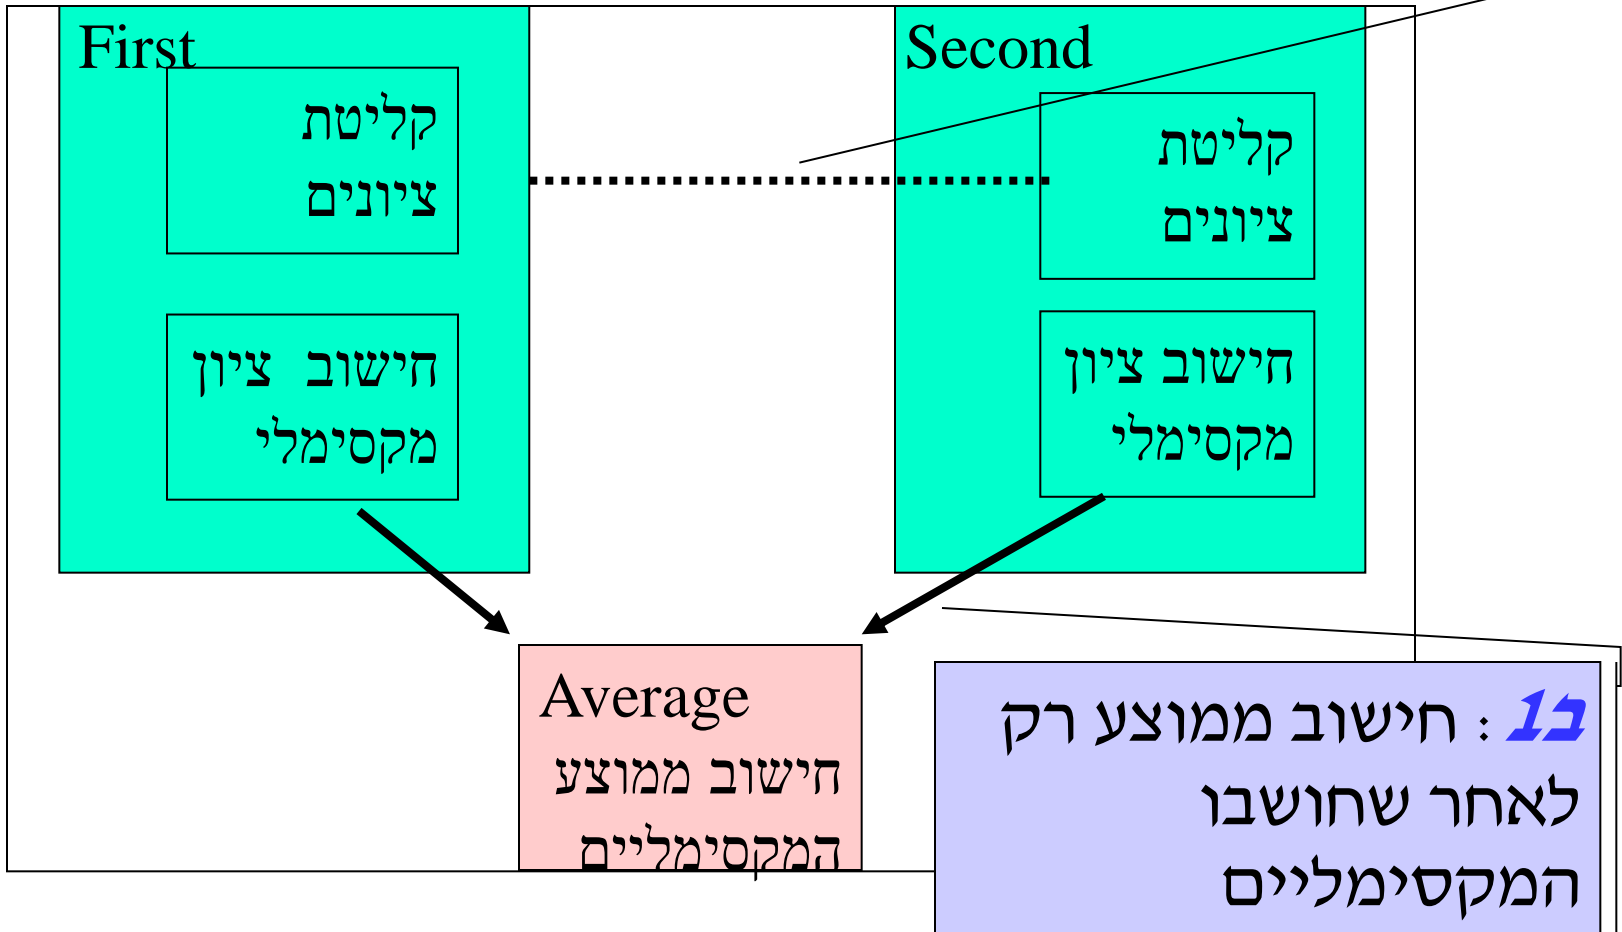 First
קליטת
ציונים
חישוב ציון
מקסימלי
Second
קליטת
ציונים
חישוב ציון
מקסימלי
Average
חישוב ממוצע
המקסימליים
ב1 : חישוב ממוצע רק
לאחר שחושבו
המקסימליים